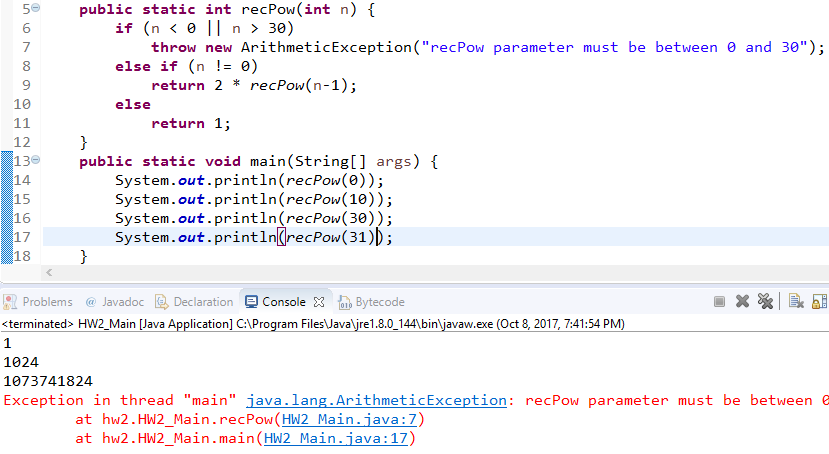 5 public static int recPow(int n) {
6 if (n < 0 || n > 30)
7 throw new ArithmeticException("recPow parameter must be between 0 and 30");
8 else if (n != 0)
9 return 2 * recPow(n-1);
10 else
11 return 1;
12 }
13 public static void main(String[] args) {
14 System.out.println(recPow(0));
15 System.out.println(recPow(10));
16 System.out.println(recPow(30));
17 System.out.println(recPow(31));
18 }
Problems @ Javadoc Declaration Console Bytecode
<terminated> HW2_Main [Java Application] C:\Program Files\Java\jre1.8.0_144\bin\javaw.exe (Oct 8, 2017, 7:41:54 PM)
1
1024
1073741824
Exception in thread "main" java.lang.ArithmeticException: recPow parameter must be between 0
at hw2.HW2_Main.recPow(HW2_Main.java:7)
at hw2.HW2_Main.main(HW2_Main.java:17)